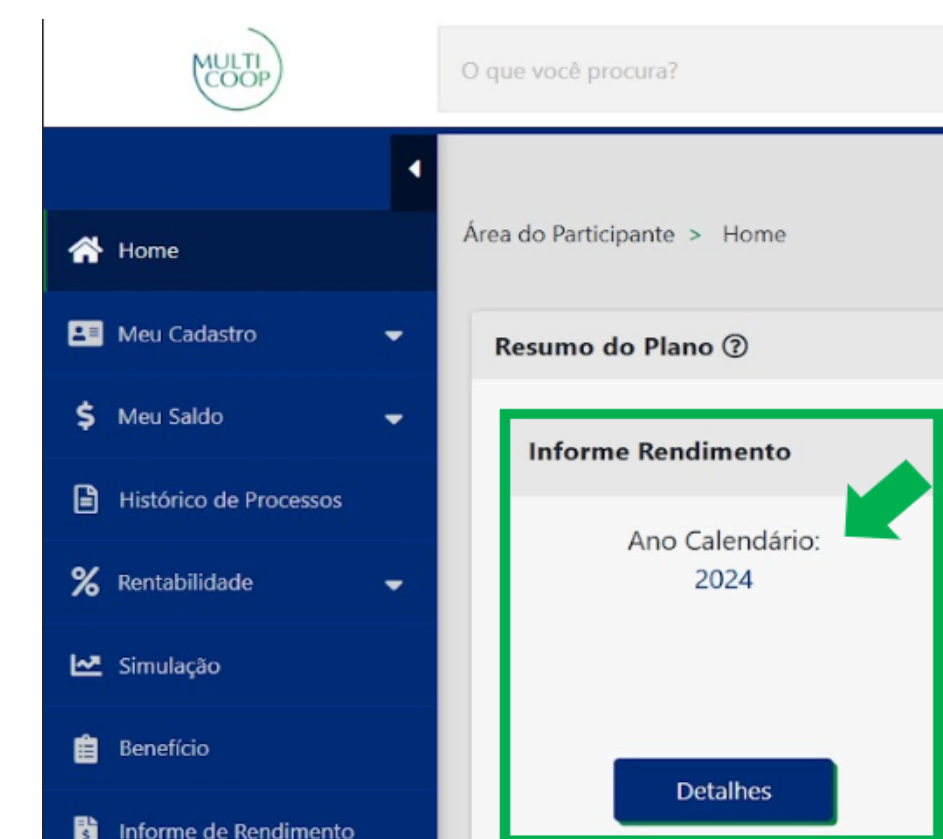 MULTI
COOP
O que você procura?
Home
Meu Cadastro
Meu Saldo
Histórico de Processos
Rentabilidade
Simulação
Benefício
Informe de Rendimento
Área do Participante > Home
Resumo do Plano
Informe Rendimento
Ano Calendário:
2024
Detalhes